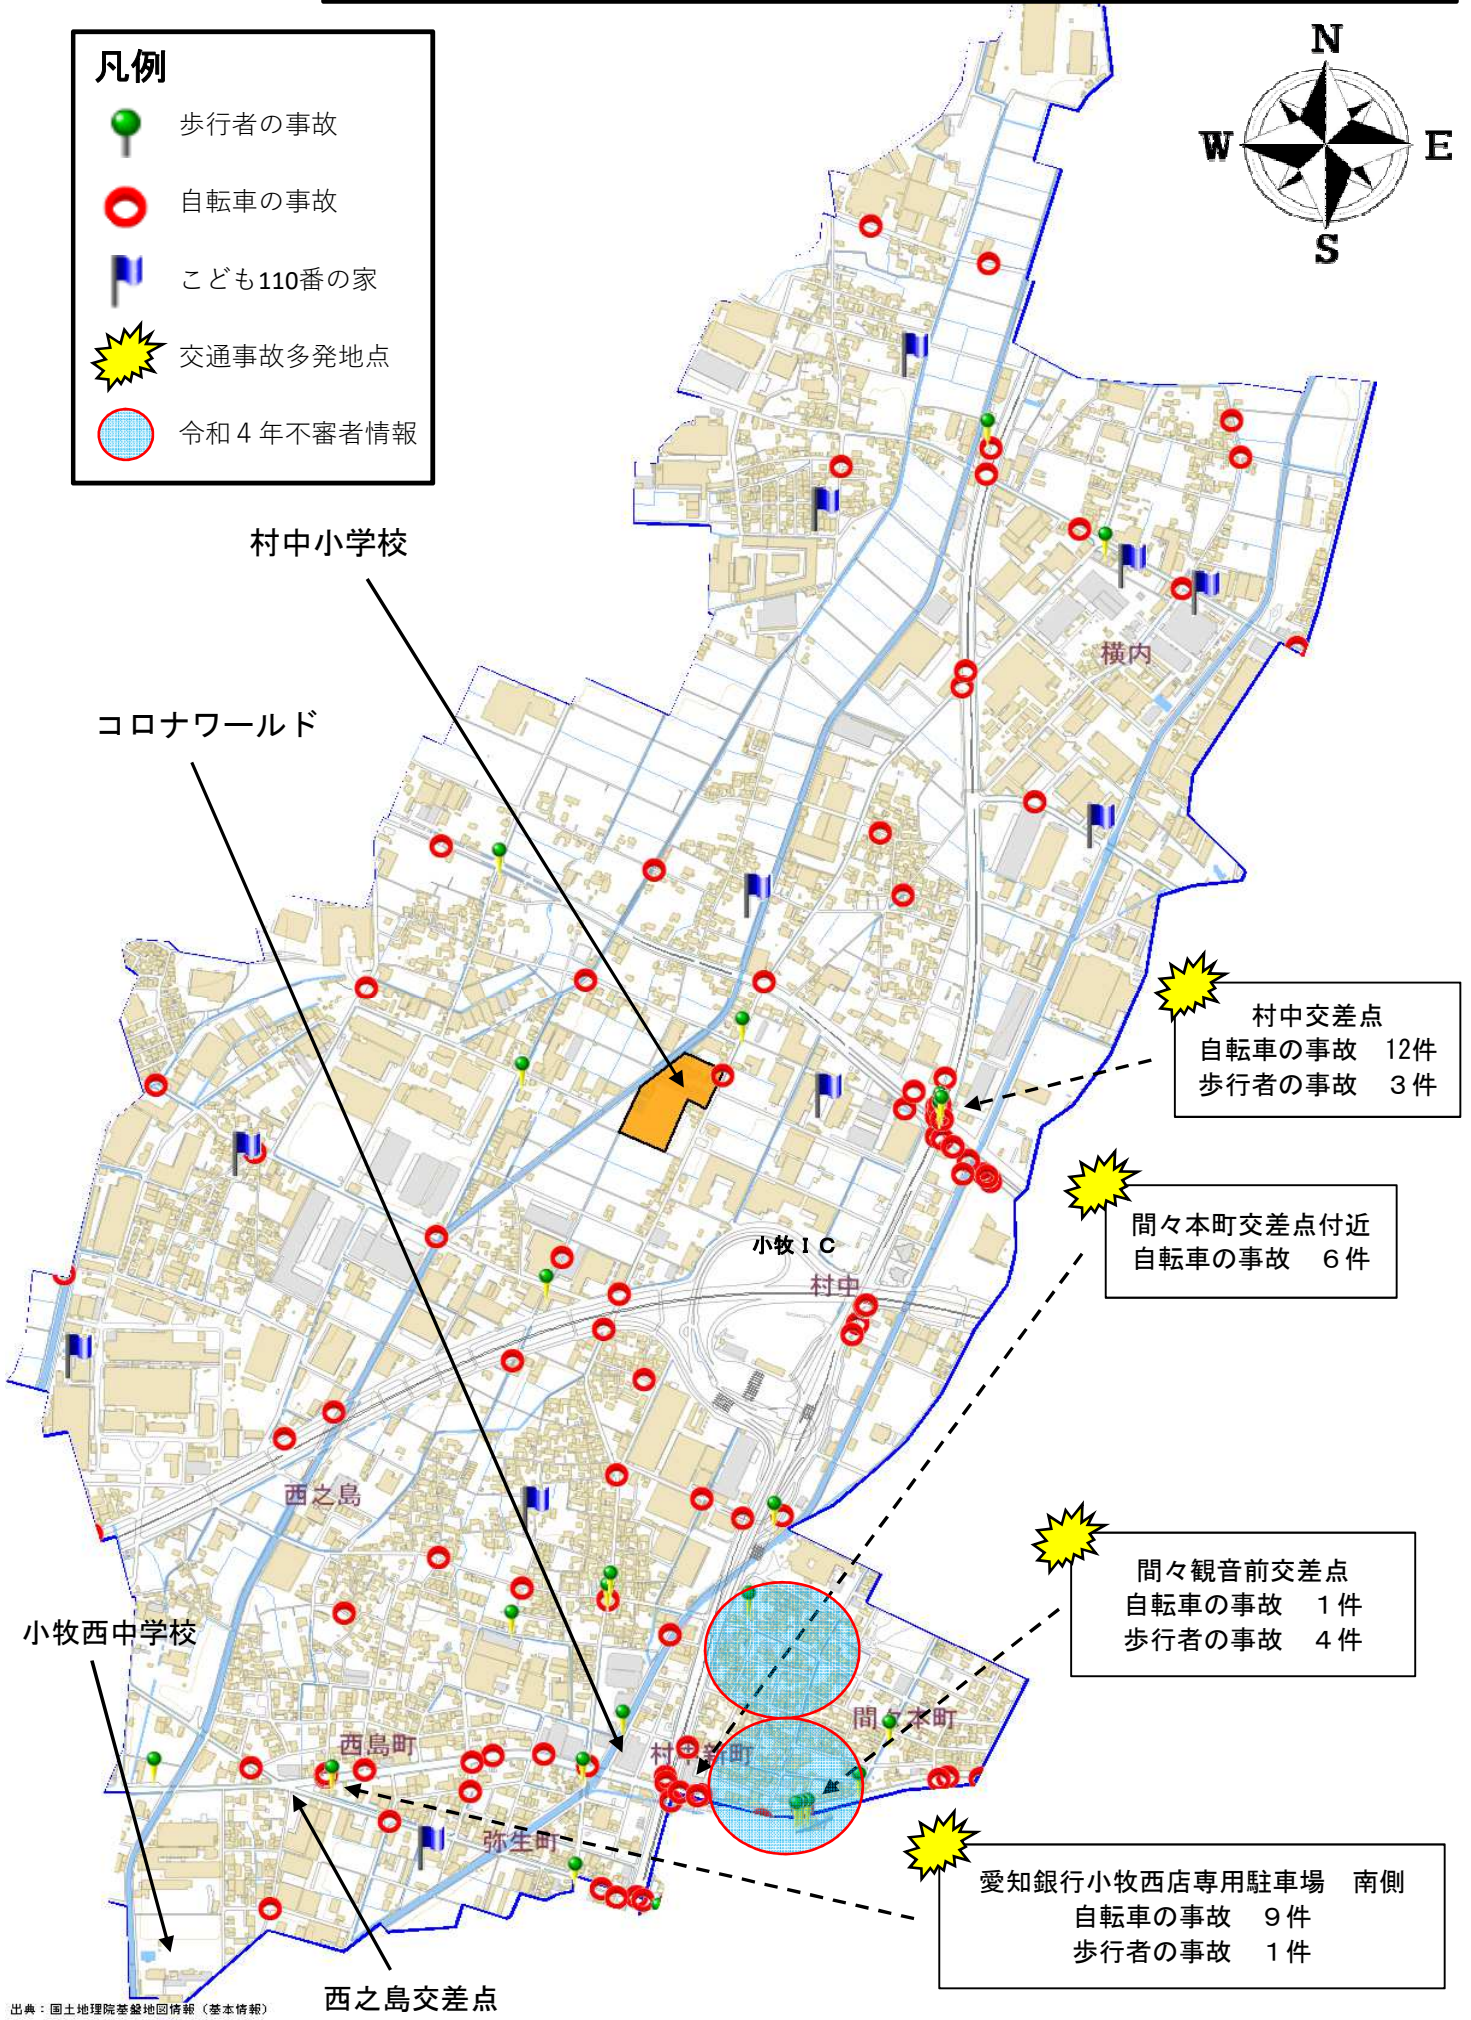 凡例
歩行者の事故
自転車の事故
こども110番の家
交通事故多発地点
令和４年不審者情報
N
W
E
S
村中小学校
横内
コロナワールド
村中交差点
自転車の事故　12件
歩行者の事故　３件
間々本町交差点付近
自転車の事故　６件
小牧ＩＣ
村中
西之島
間々観音前交差点
自転車の事故　１件
歩行者の事故　４件
小牧西中学校
間々本町
西島町
村中新町
弥生町
愛知銀行小牧西店専用駐車場　南側
自転車の事故　９件
歩行者の事故　１件
西之島交差点
出典：国土地理院基盤地図情報（基本情報）